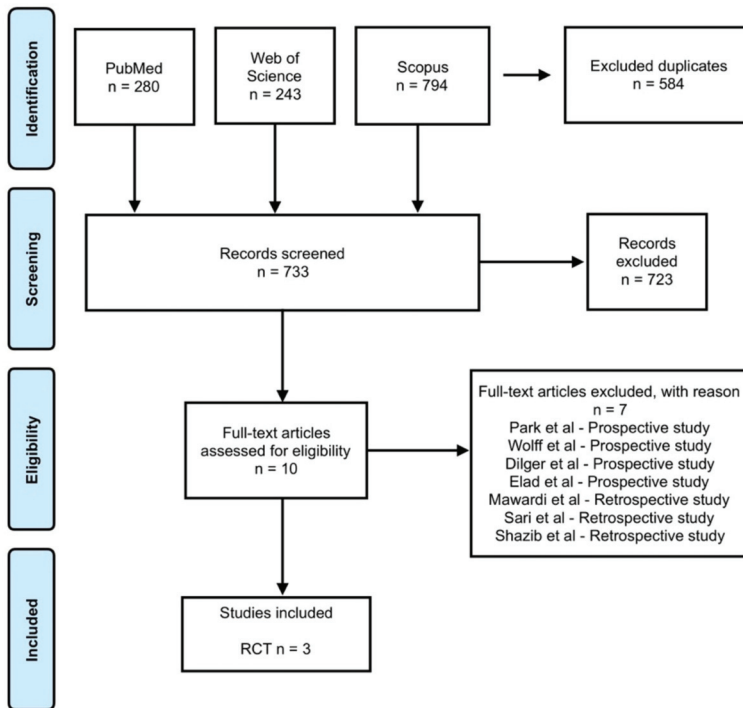 Identification
PubMed
n = 280
Web of
Science
n = 243
Scopus
n = 794
Excluded duplicates
n = 584
Screening
Records screened
n = 733
Records
excluded
n = 723
Eligibility
Full-text articles
assessed for eligibility
n = 10
Full-text articles excluded, with reason
n = 7
Park et al - Prospective study
Wolff et al - Prospective study
Dilger et al - Prospective study
Elad et al - Prospective study
Mawardi et al - Retrospective study
Sari et al - Retrospective study
Shazib et al - Retrospective study
Included
Studies included
RCT n = 3